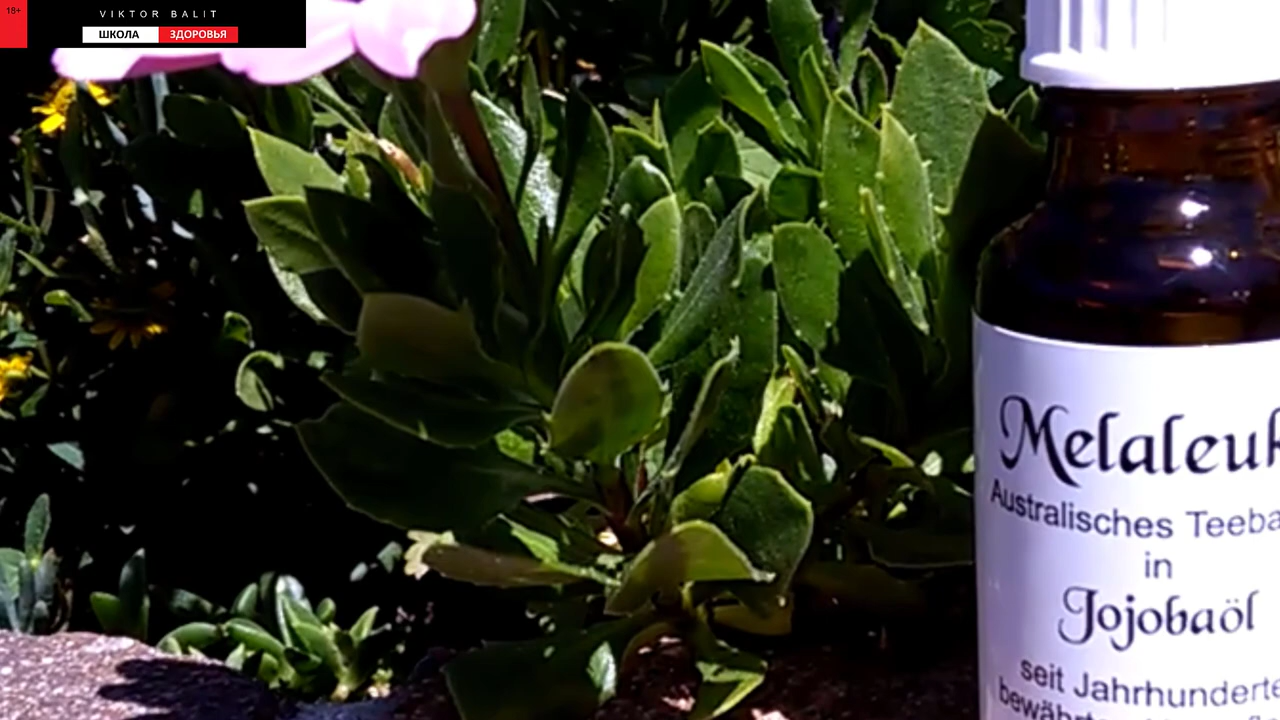 18+
VIKTOR BALIT
ШКОЛА ЗДОРОВЬЯ
Melaleuk
Australisches Teeba
in
Jojobaöl
seit Jahrhunderte